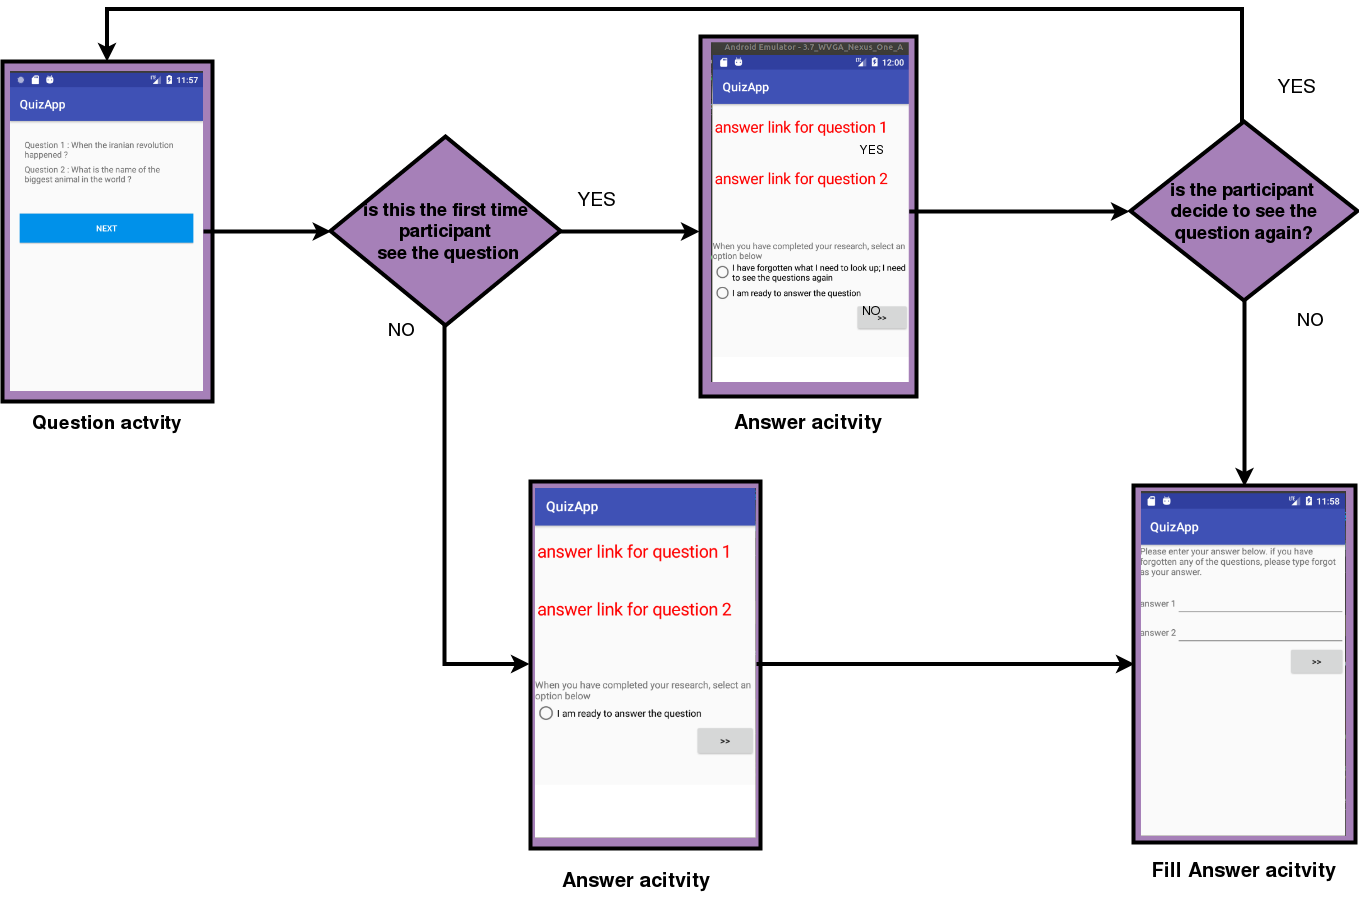 11:57
QuizApp
Question 1 : When the iranian revolution
happened ?
Question 2 : What is the name of the
biggest animal in the world ?
NEXT
Question actvity
is this the first time
participant
see the question
YES
NO
Android Emulator - 3.7_WVGA_Nexus_One_A
12:00
QuizApp
answer link for question 1
YES
answer link for question 2
When you have completed your research, select an
option below
I have forgotten what I need to look up; I need
to see the questions again
I am ready to answer the question
NO
>>
Answer acitvity
is the participant
decide to see the
question again?
YES
NO
QuizApp
answer link for question 1
answer link for question 2
When you have completed your research, select an
option below
I am ready to answer the question
>>
Answer acitvity
11:58
QuizApp
Please enter your answer below. if you have
forgotten any of the questions, please type forgot
as your answer.
answer 1
answer 2
>>
Fill Answer acitvity